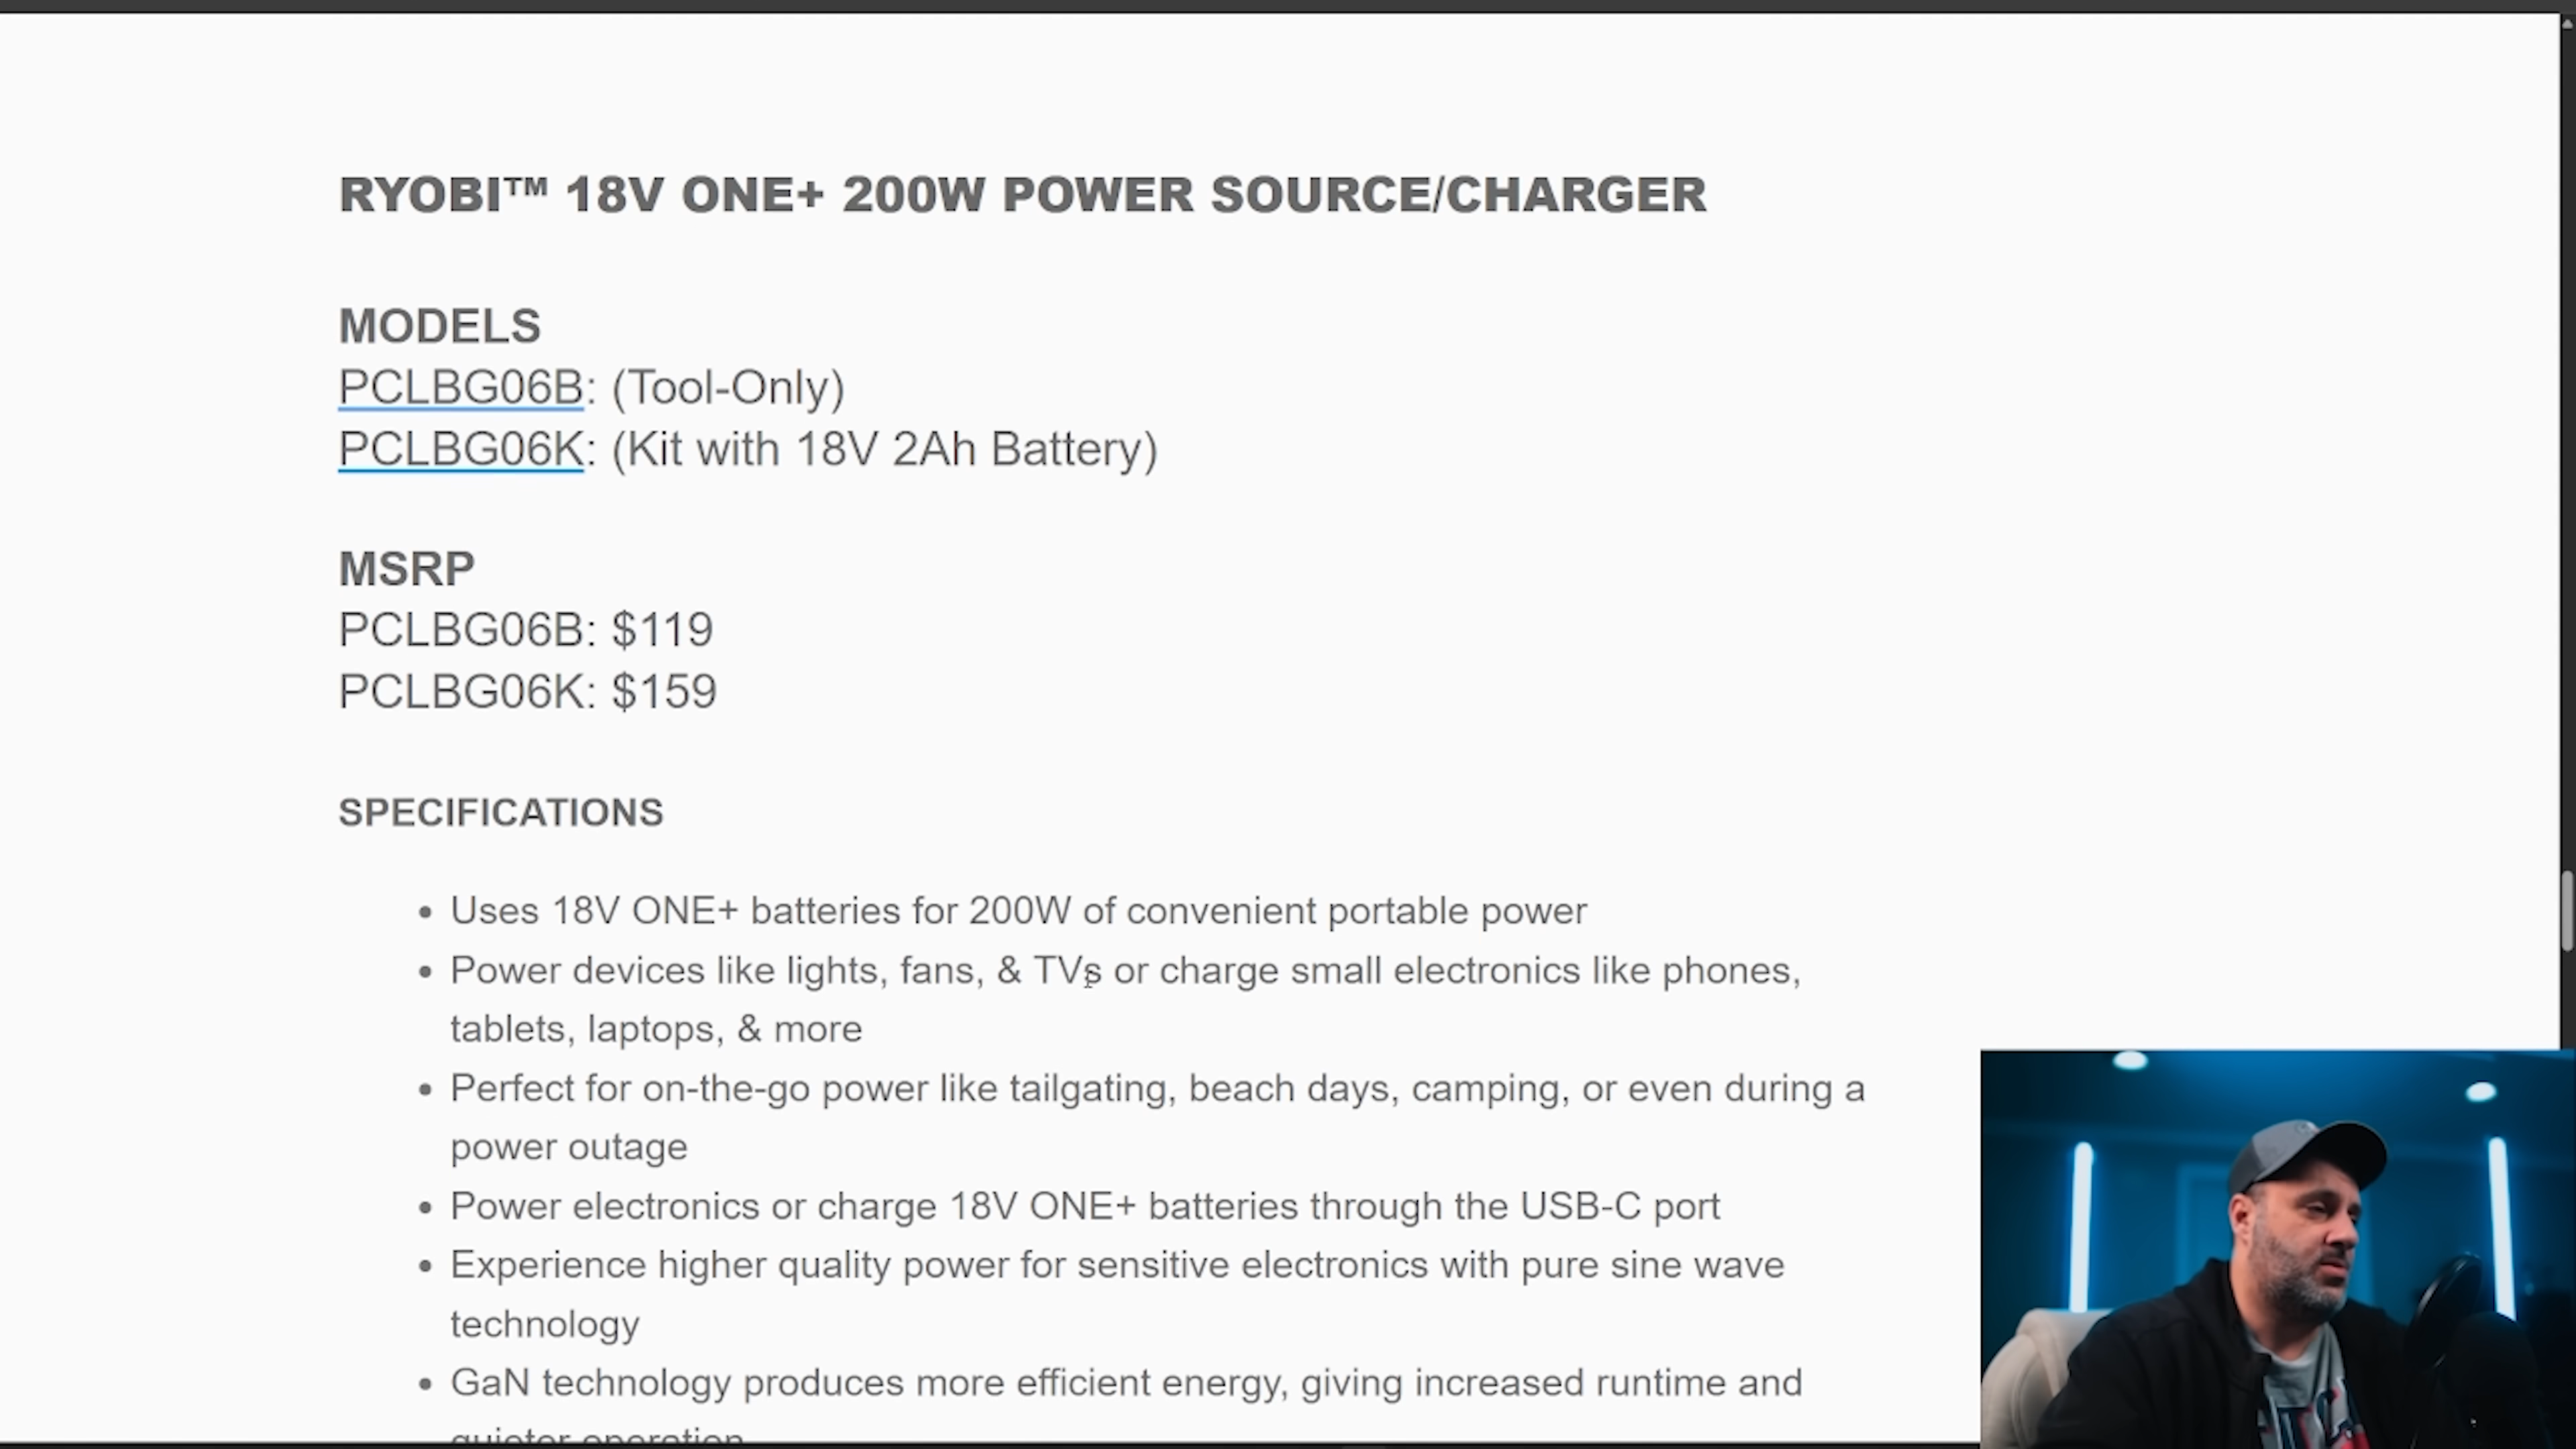 RYOBI™ 18V ONE+ 200W POWER SOURCE/CHARGER
MODELS
PCLBG06B: (Tool-Only)
PCLBG06K: (Kit with 18V 2Ah Battery)
MSRP
PCLBG06B: $119
PCLBG06K: $159
SPECIFICATIONS
• Uses 18V ONE+ batteries for 200W of convenient portable power
• Power devices like lights, fans, & TVs or charge small electronics like phones,
tablets, laptops, & more
• Perfect for on-the-go power like tailgating, beach days, camping, or even during a
power outage
• Power electronics or charge 18V ONE+ batteries through the USB-C port
• Experience higher quality power for sensitive electronics with pure sine wave
technology
• GaN technology produces more efficient energy, giving increased runtime and
quieter operation